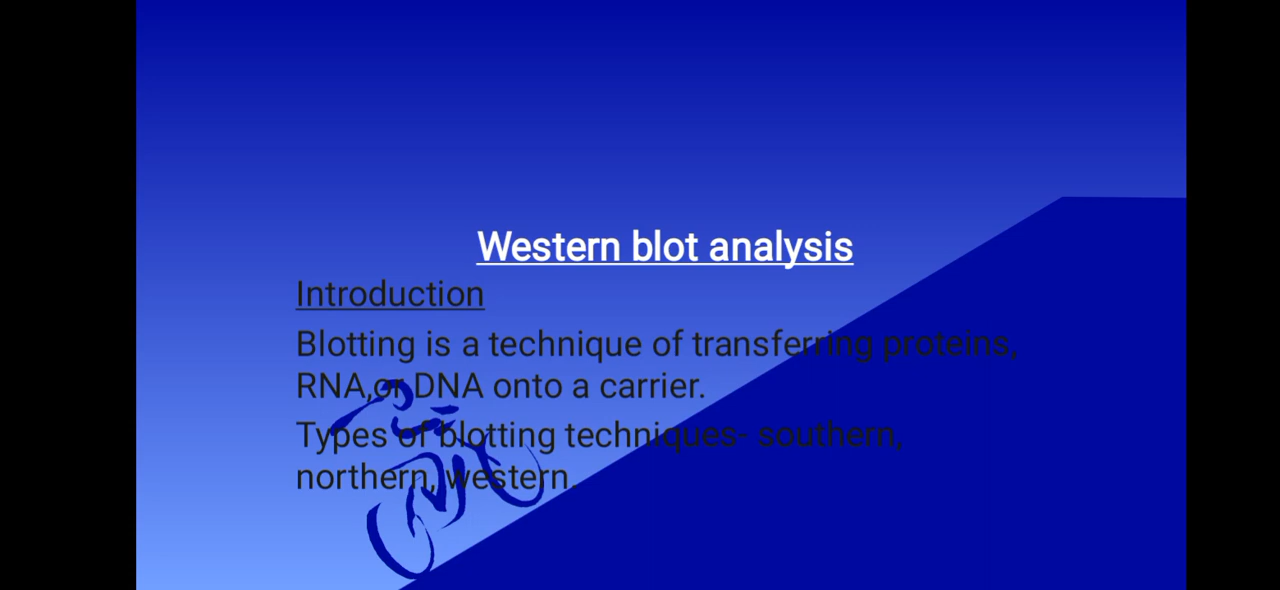 Western blot analysis
Introduction
Blotting is a technique of transferring proteins,
RNA,or DNA onto a carrier.
Types of blotting techniques- southern,
northern, western.